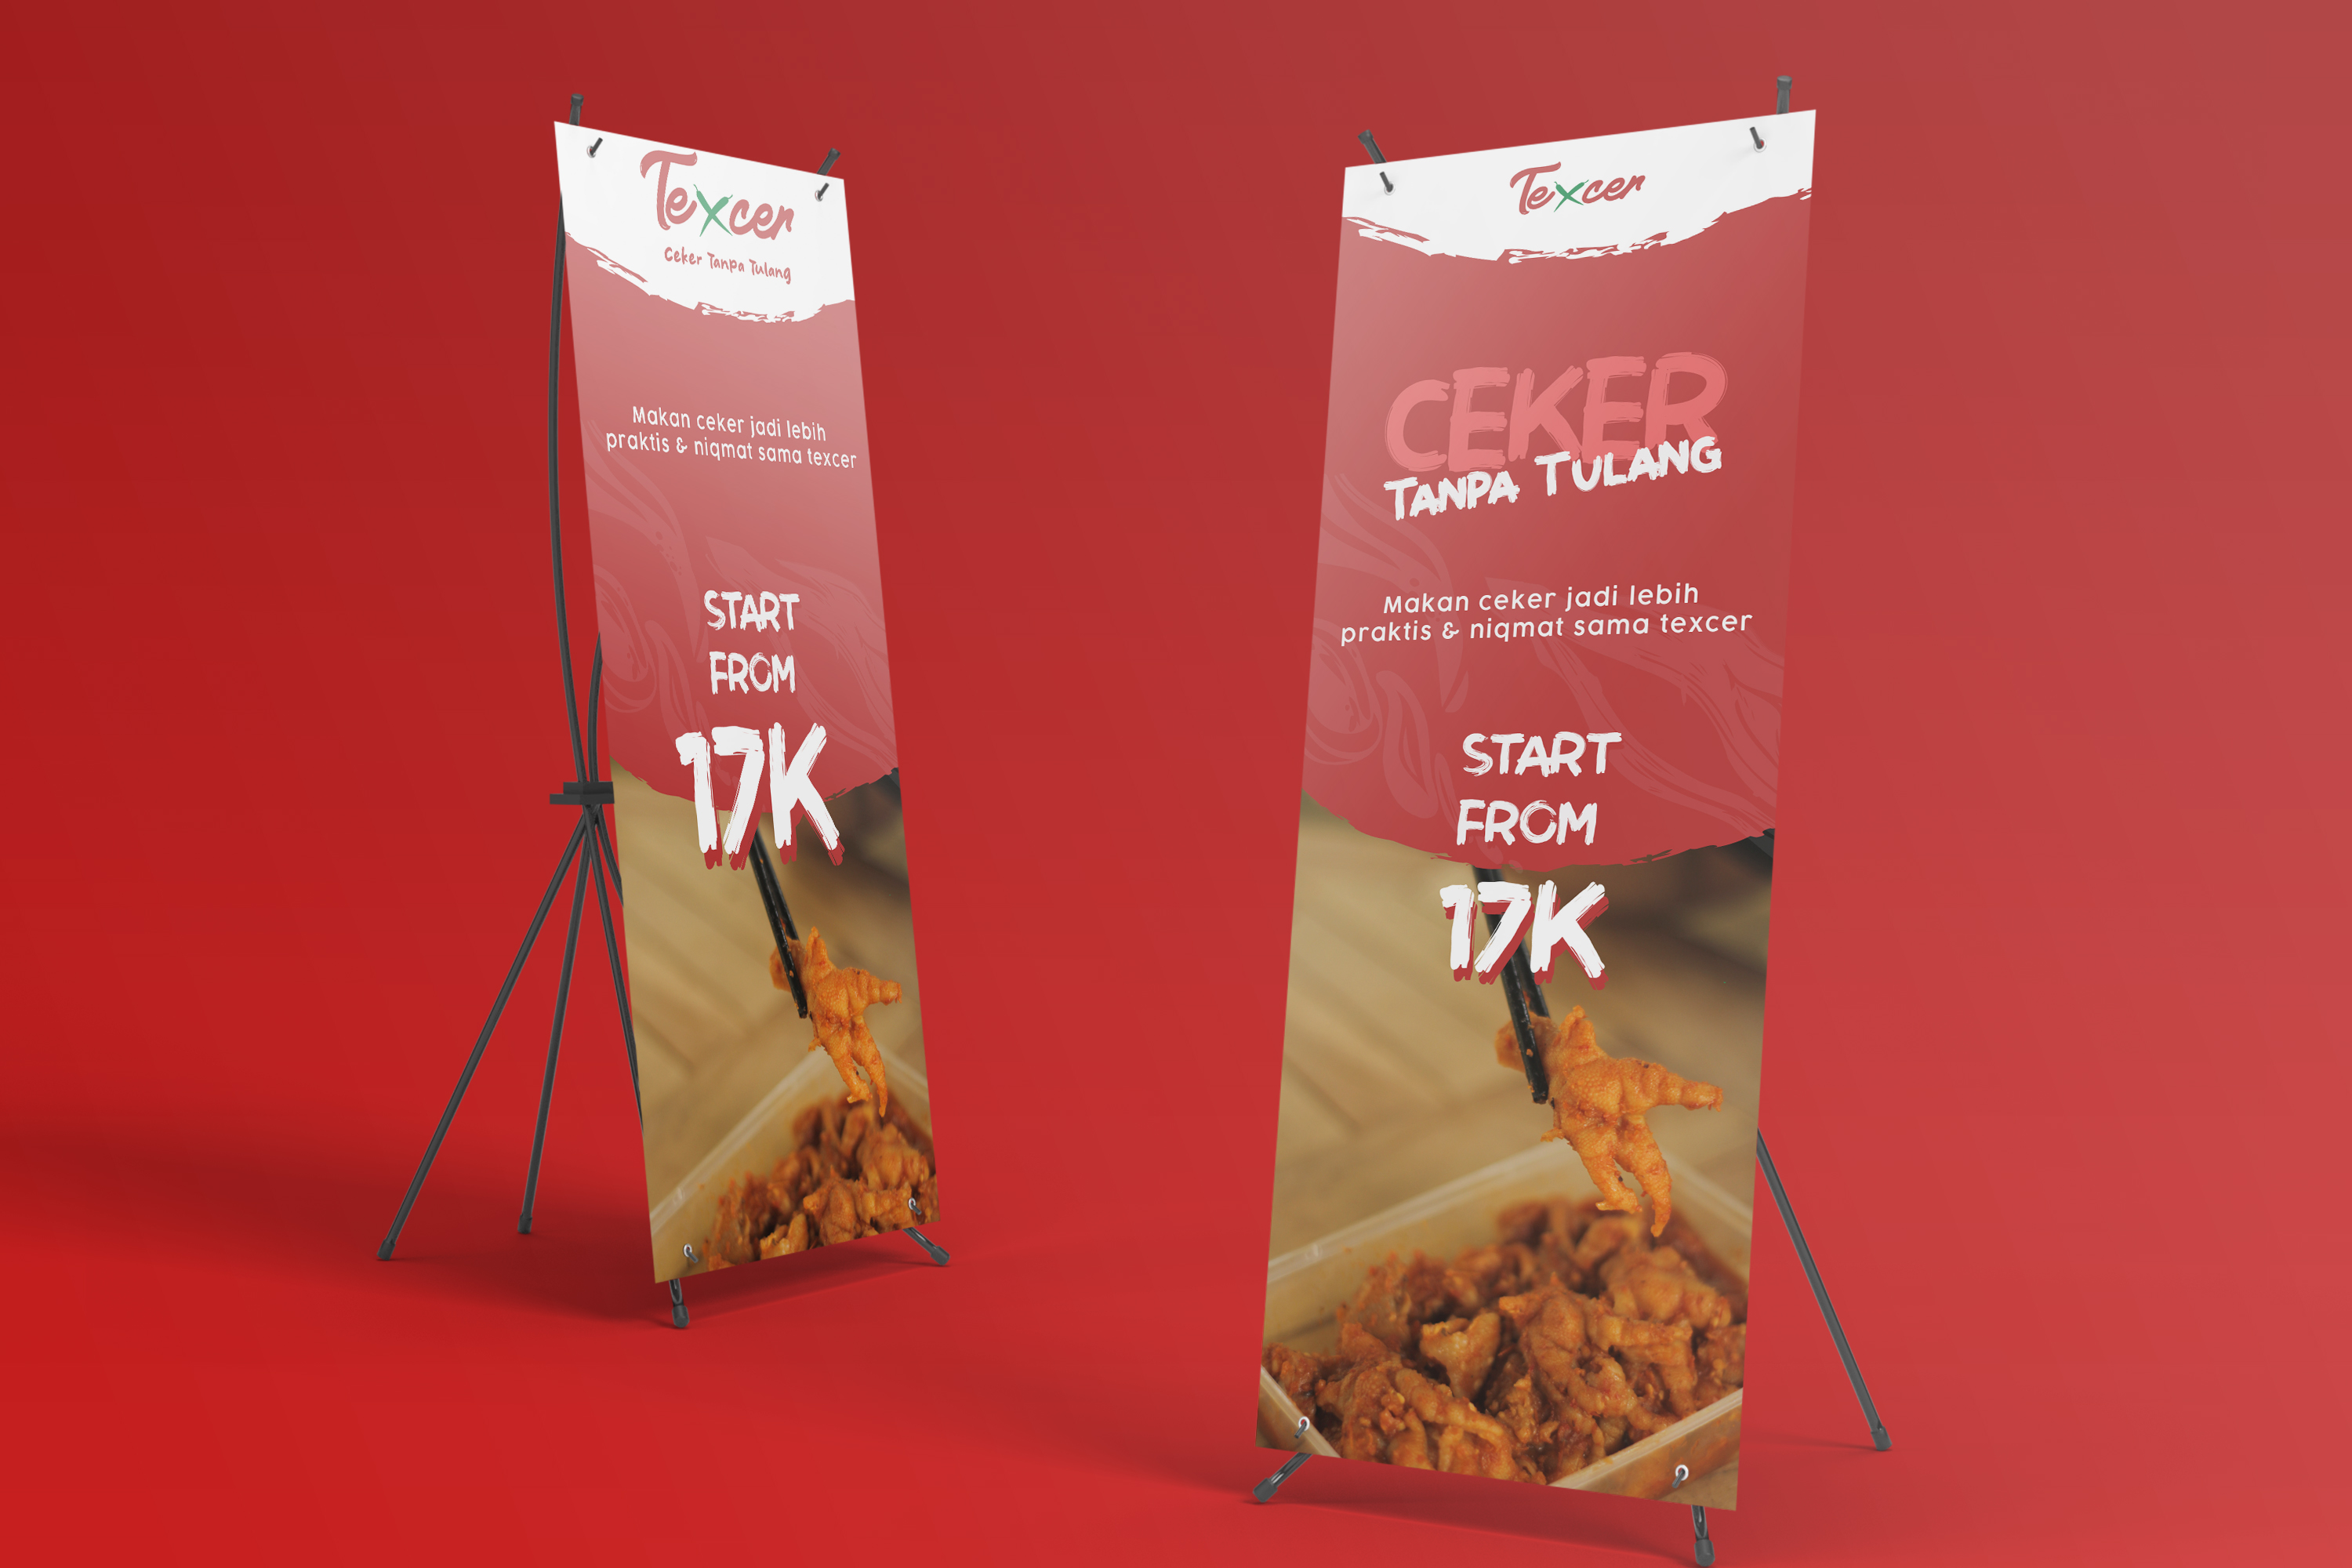 Texcer
Ceker Tanpa Tulang
Makan ceker jadi lebih
praktis & niqmat sama texcer
START
FROM
17K
Texcer
CEKER
TANPA TULANG
Makan ceker jadi lebih
praktis & niqmat sama texcer
START
FROM
17K